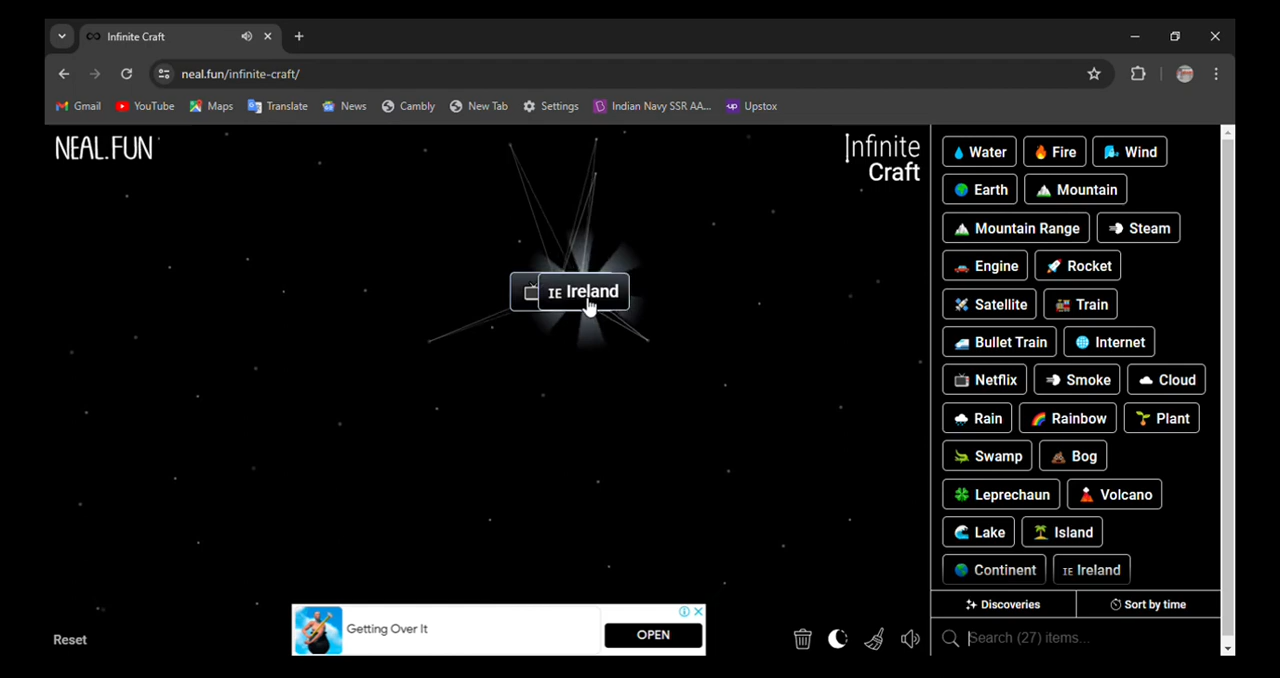 Infinite Craft
neal.fun/infinite-craft/
Gmail YouTube Maps Translate News Cambly New Tab Settings Indian Navy SSR AA... Upstox
NEAL.FUN
Infinite
Craft
Water Fire Wind
Earth Mountain
Mountain Range Steam
Engine Rocket
IE Ireland
Satellite Train
Bullet Train Internet
Netflix Smoke Cloud
Rain Rainbow Plant
Swamp Bog
Leprechaun Volcano
Lake Island
Continent IE Ireland
Discoveries Sort by time
Getting Over It
OPEN
Reset
Search (27) items...